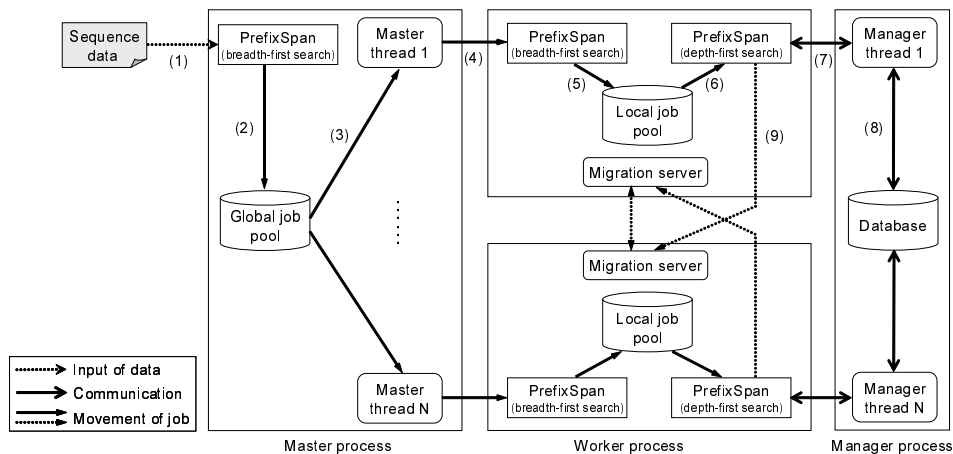 Sequence
data
(1)
PrefixSpan
(breadth-first search)
(2)
(3)
Global job
pool
Master
thread 1
Master
thread N
Master process
(4)
PrefixSpan
(breadth-first search)
(5)
Local job
pool
(6)
PrefixSpan
(depth-first search)
(7)
(9)
Migration server
Migration server
Local job
pool
PrefixSpan
(breadth-first search)
PrefixSpan
(depth-first search)
Worker process
Manager
thread 1
(8)
Database
Manager
thread N
Manager process
Input of data
Communication
Movement of job